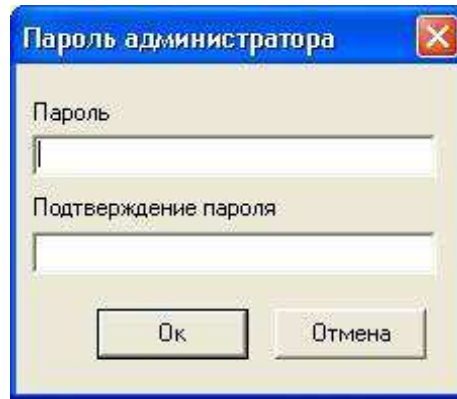 Пароль администратора
Пароль
Подтверждение пароля
Ок
Отмена